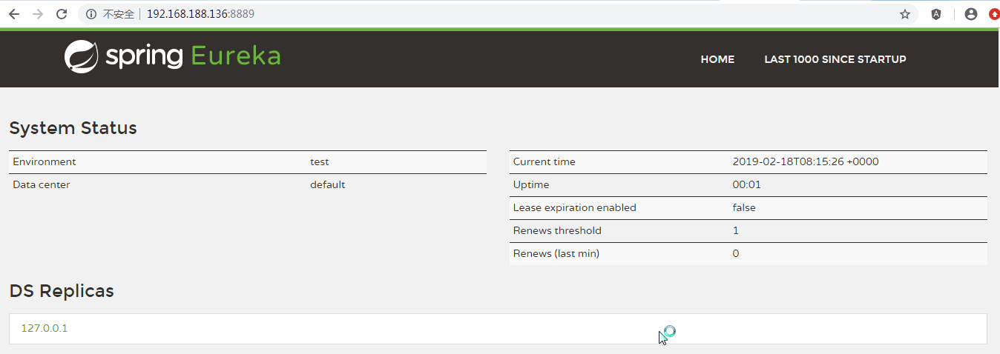 不安全 192.168.188.136:8889
spring Eureka
HOME LAST 1000 SINCE STARTUP
System Status
Environment test
Data center default
Current time 2019-02-18T08:15:26 +0000
Uptime 00:01
Lease expiration enabled false
Renews threshold 1
Renews (last min) 0
DS Replicas
127.0.0.1